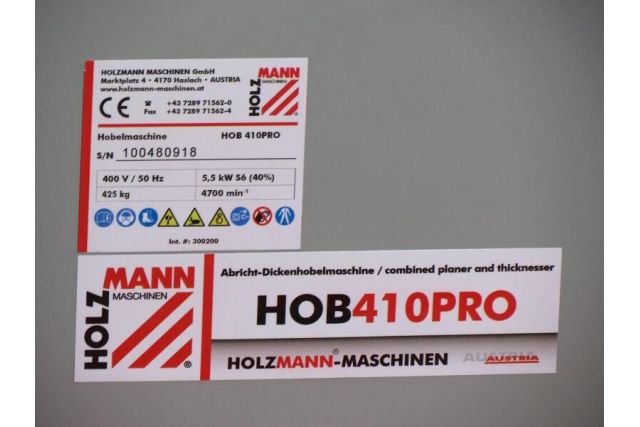 HOLZMANN MASCHINEN GmbH
Marktplatz 4 • 4170 Haslach • AUSTRIA
www.holzmann-maschinen.at
CE
☎ +43 7289 71562-0
Fax +43 7289 71562-4
HOLZ
MANN
Hobelmaschine HOB 410PRO
S/N 100480918
400 V / 50 Hz 5,5 kW S6 (40%)
425 kg 4700 min⁻¹
Int. #: 300200
HOLZ
MANN
MASCHINEN
®
Abricht-Dickenhobelmaschine / combined planer and thicknesser
HOB410PRO
HOLZMANN®-MASCHINEN
AUSTRIA
AUSTRIA